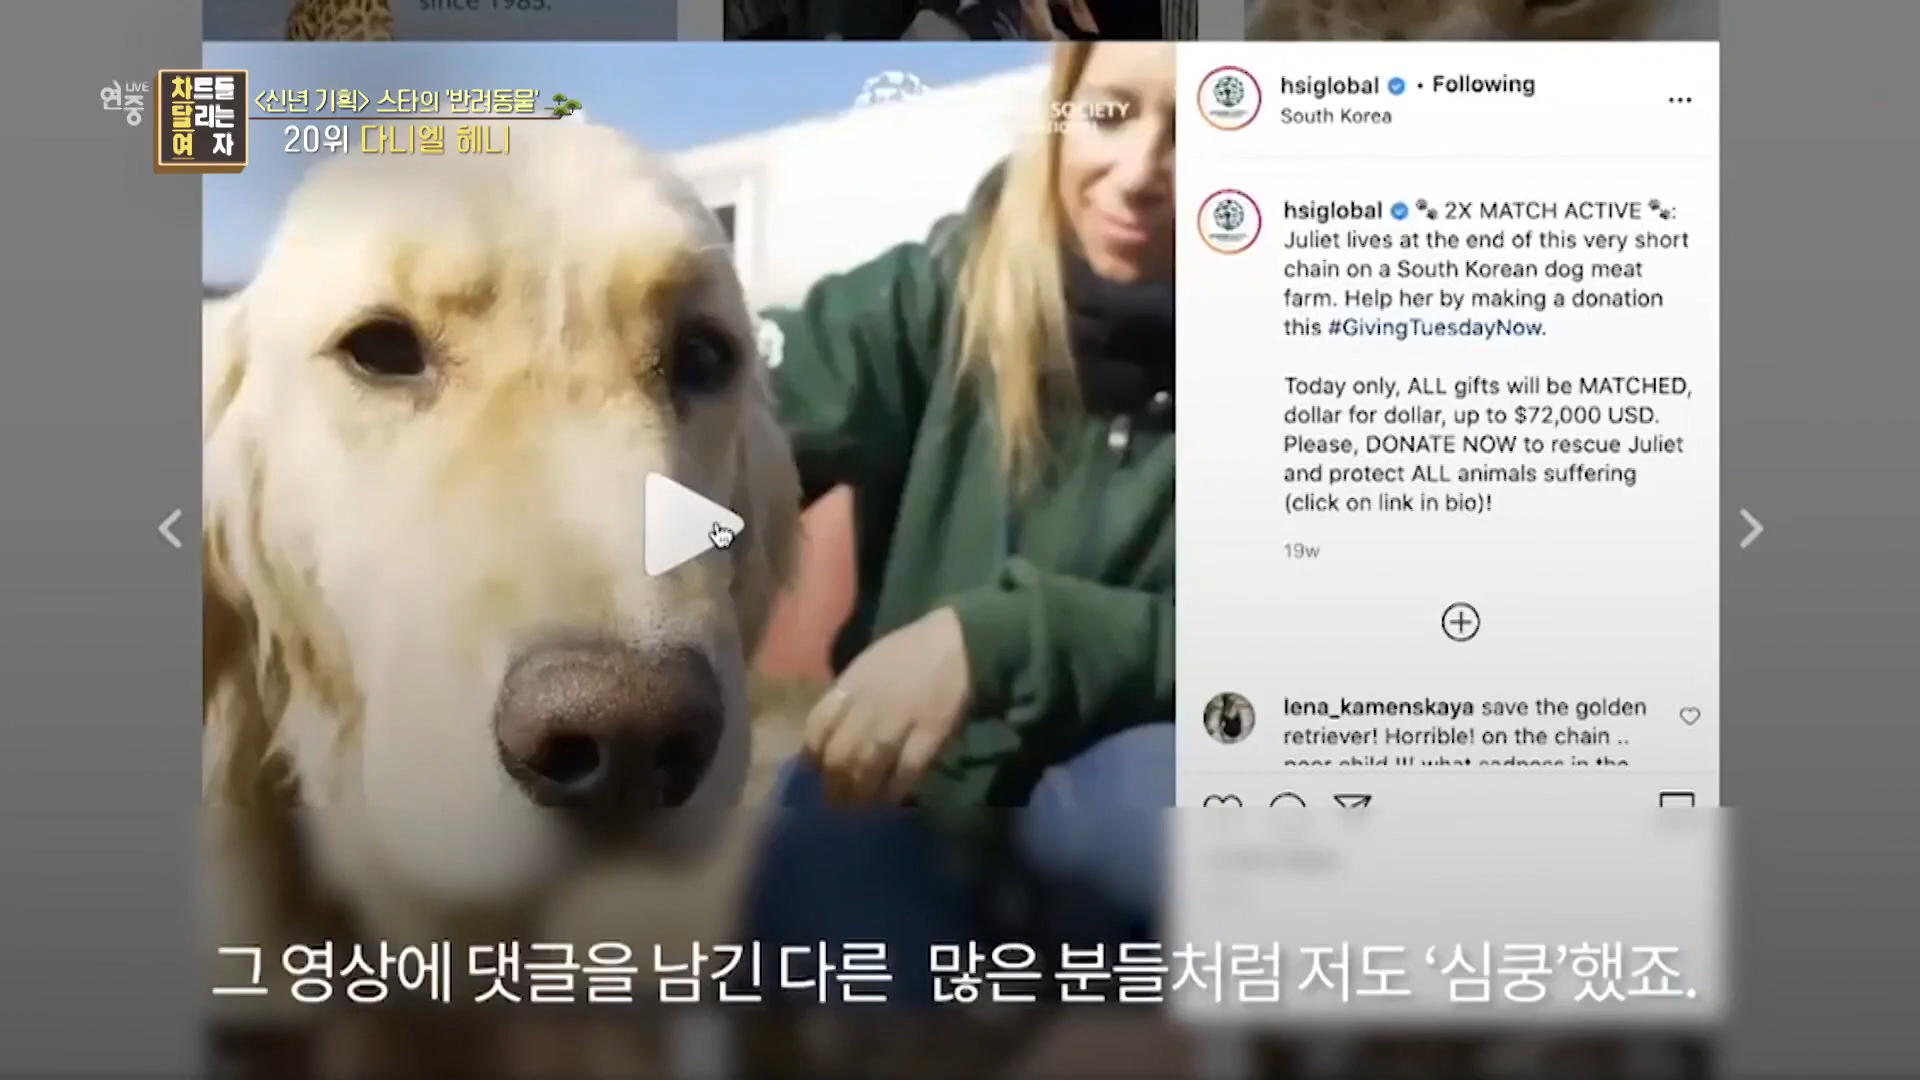 since 1985.
LIVE
연중
차트를
달리는
여자
<신년 기획> 스타의 '반려동물'
20위 다니엘 헤니
SOCIETY
hsiglobal • Following
South Korea
hsiglobal 2X MATCH ACTIVE :
Juliet lives at the end of this very short
chain on a South Korean dog meat
farm. Help her by making a donation
this #GivingTuesdayNow.
Today only, ALL gifts will be MATCHED,
dollar for dollar, up to $72,000 USD.
Please, DONATE NOW to rescue Juliet
and protect ALL animals suffering
(click on link in bio)!
19w
lena_kamenskaya save the golden
retriever! Horrible! on the chain ..
poor child !!! what sadness in the
그 영상에 댓글을 남긴 다른 많은 분들처럼 저도 ‘심쿵’했죠.